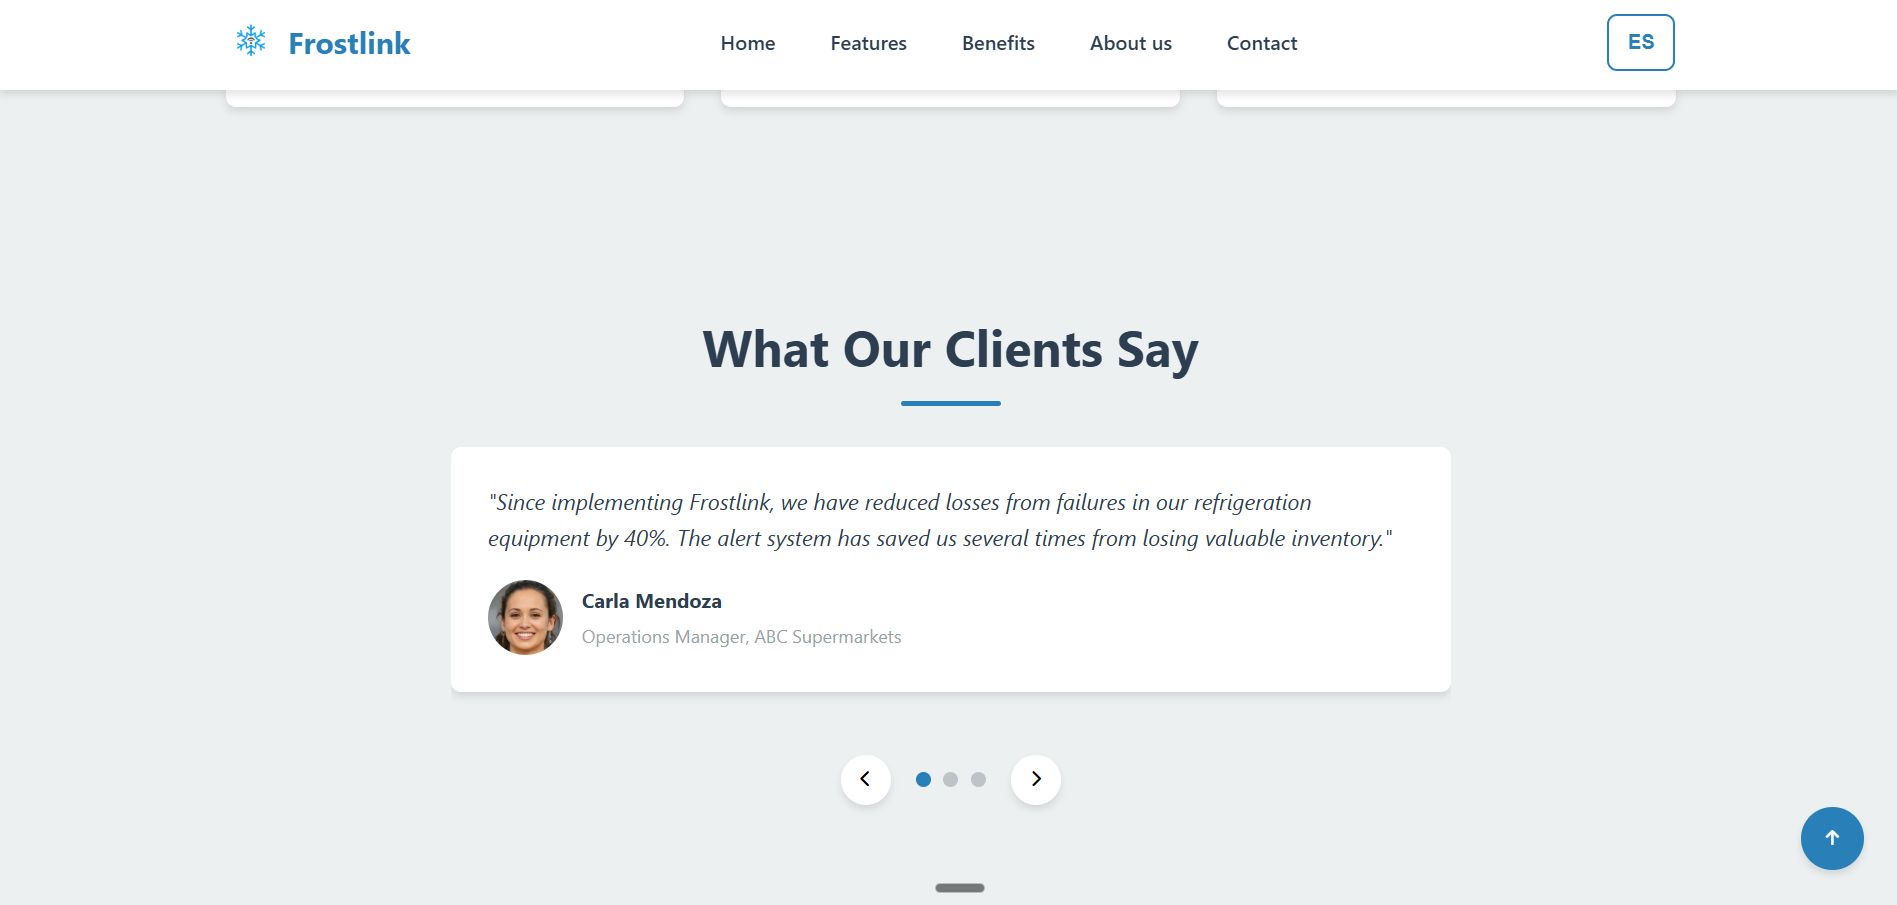 Frostlink
Home
Features
Benefits
About us
Contact
ES
What Our Clients Say
"Since implementing Frostlink, we have reduced losses from failures in our refrigeration
equipment by 40%. The alert system has saved us several times from losing valuable inventory."
Carla Mendoza
Operations Manager, ABC Supermarkets